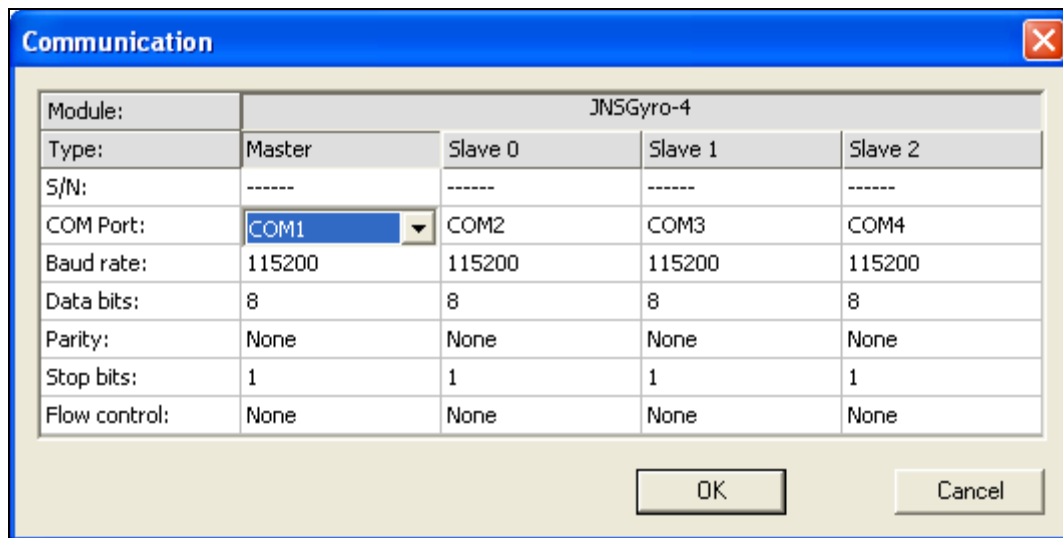 Communication
Module: JNSGyro-4
Type: Master Slave 0 Slave 1 Slave 2
S/N: ------ ------ ------ ------
COM Port: COM1 COM2 COM3 COM4
Baud rate: 115200 115200 115200 115200
Data bits: 8 8 8 8
Parity: None None None None
Stop bits: 1 1 1 1
Flow control: None None None None
OK Cancel